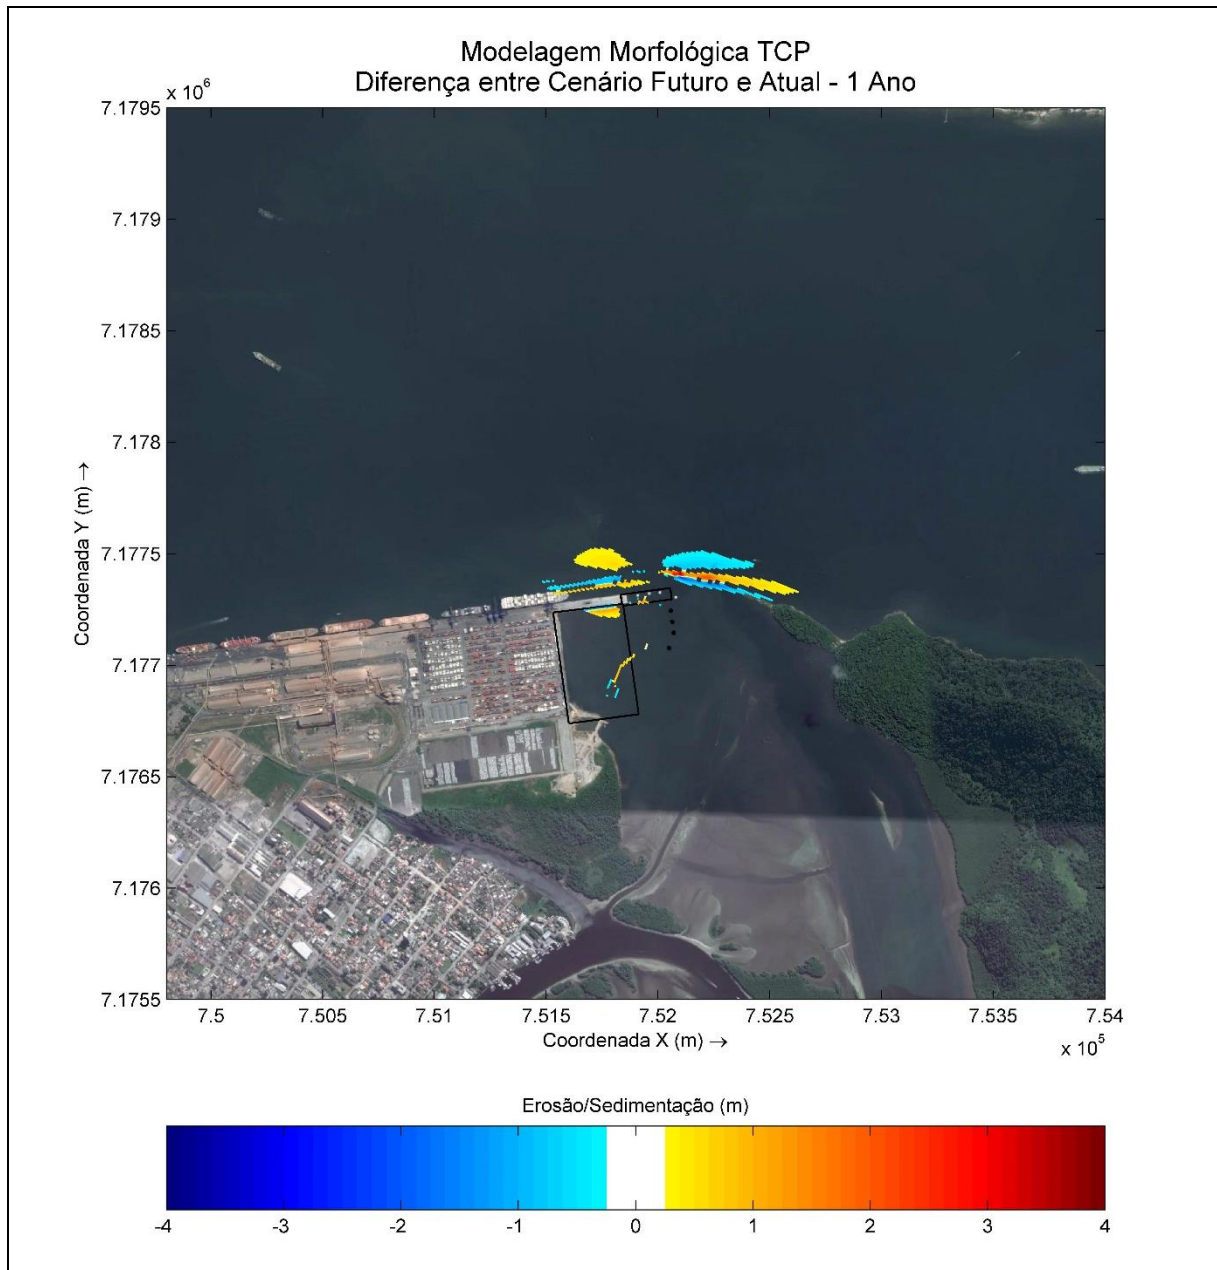 Modelagem Morfológica TCP
Diferença entre Cenário Futuro e Atual - 1 Ano
x 10^6
7.1795
7.179
7.1785
7.178
7.1775
7.177
7.1765
7.176
7.1755
Coordenada Y (m) →
7.5 7.505 7.51 7.515 7.52 7.525 7.53 7.535 7.54
Coordenada X (m) →
x 10^5
Erosão/Sedimentação (m)
-4 -3 -2 -1 0 1 2 3 4